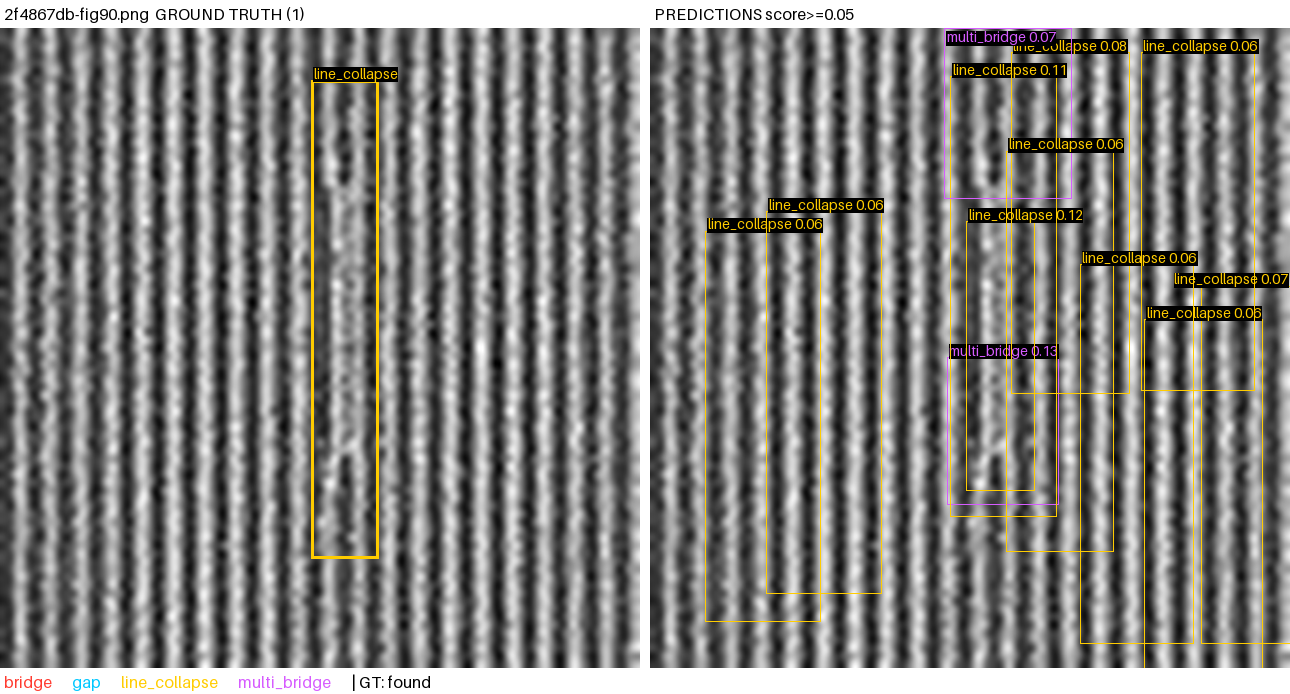 2f4867db-fig90.png GROUND TRUTH (1)
PREDICTIONS score>=0.05
line_collapse
multi_bridge 0.07
line_collapse 0.08
line_collapse 0.06
line_collapse 0.11
line_collapse 0.06
line_collapse 0.06
line_collapse 0.12
line_collapse 0.06
line_collapse 0.06
line_collapse 0.07
line_collapse 0.06
multi_bridge 0.13
bridge gap line_collapse multi_bridge | GT: found